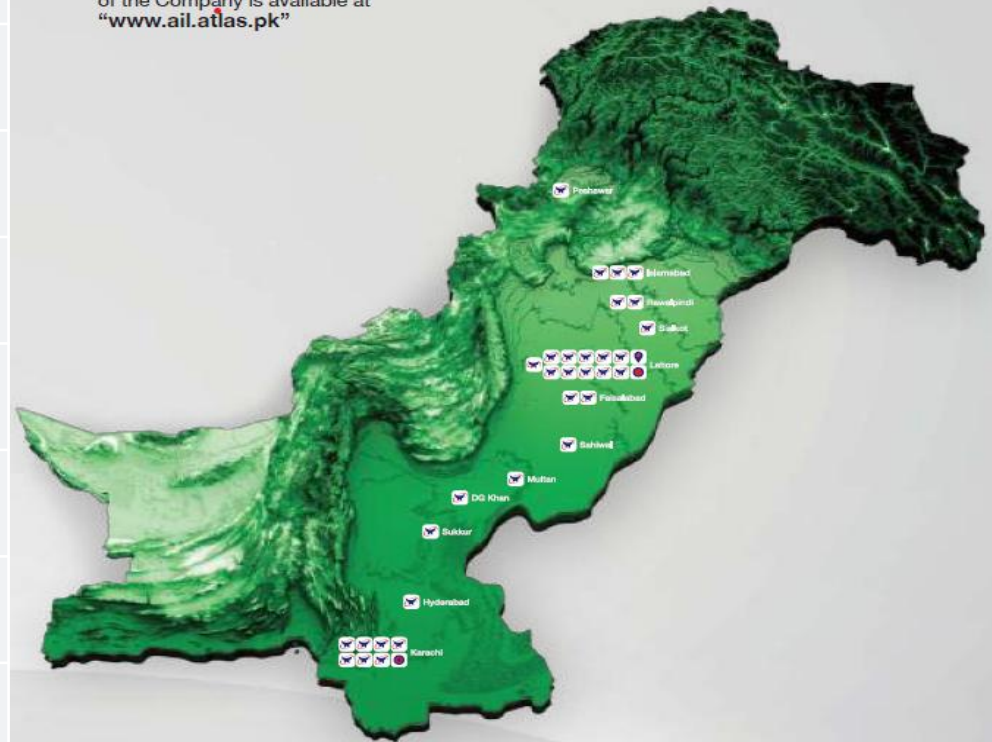 of the Company is available at
“www.ail.atlas.pk”
Peshawar
Islamabad
Rawalpindi
Sialkot
Lahore
Faisalabad
Sahiwal
Multan
DG Khan
Sukkur
Hyderabad
Karachi